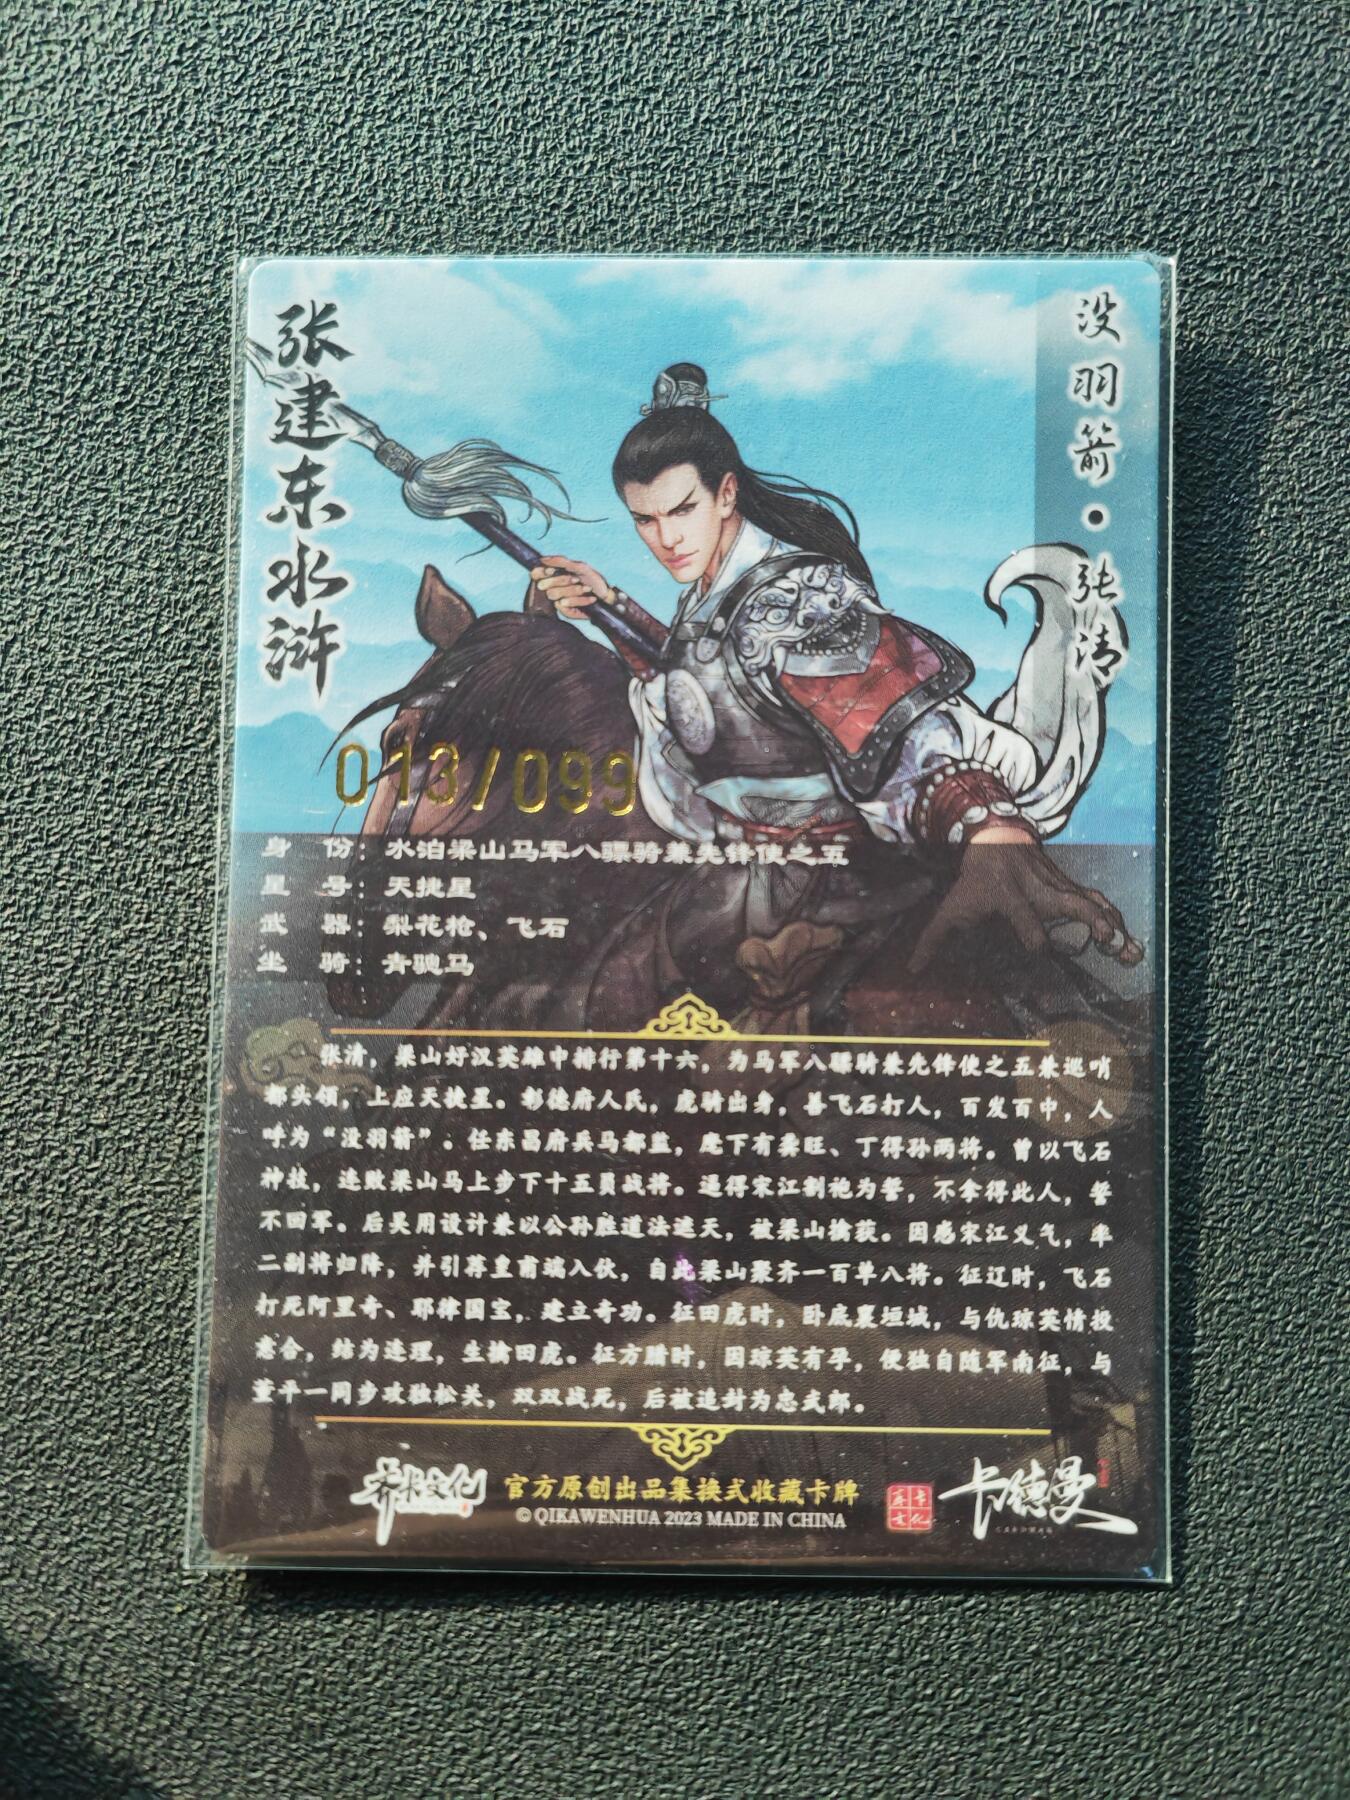 张建东水浒
没羽箭·张清
013/099
身 份：水泊梁山马军八骠骑兼先锋使之五
星 号：天捷星
武 器：梨花枪、飞石
坐 骑：青骢马
张清，梁山好汉英雄中排行第十六，为马军八骠骑兼先锋使之五兼巡哨
都头领，上应天捷星。彰德府人氏，虎骑出身，善飞石打人，百发百中，人
呼为“没羽箭”。任东昌府兵马都监，麾下有龚旺、丁得孙两将。曾以飞石
神技，连败梁山马上步下十五员战将。逼得宋江割袍为誓，不拿得此人，誓
不回军。后吴用设计兼以公孙胜道法遮天，被梁山擒获。因感宋江义气，率
二副将归降，并引荐皇甫端入伙，自此梁山聚齐一百单八将。征辽时，飞石
打死阿里奇、耶律国宝，建立奇功。征田虎时，卧底襄垣城，与仇琼英情投
意合，结为连理，生擒田虎。征方腊时，因琼英有孕，便独自随军南征，与
董平一同步攻独松关，双双战死，后被追封为忠武郎。
齐卡文化
官方原创出品集换式收藏卡牌
© QIKAWENHUA 2023 MADE IN CHINA
卡德曼